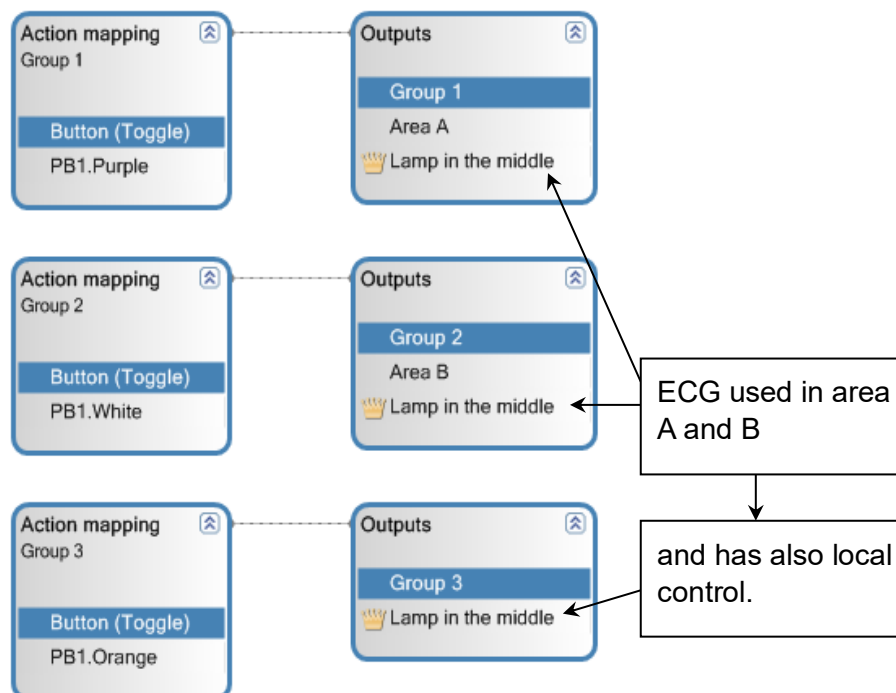 Action mapping
Group 1
Button (Toggle)
PB1.Purple
Outputs
Group 1
Area A
Lamp in the middle
Action mapping
Group 2
Button (Toggle)
PB1.White
Outputs
Group 2
Area B
Lamp in the middle
ECG used in area
A and B
Action mapping
Group 3
Button (Toggle)
PB1.Orange
Outputs
Group 3
Lamp in the middle
and has also local
control.